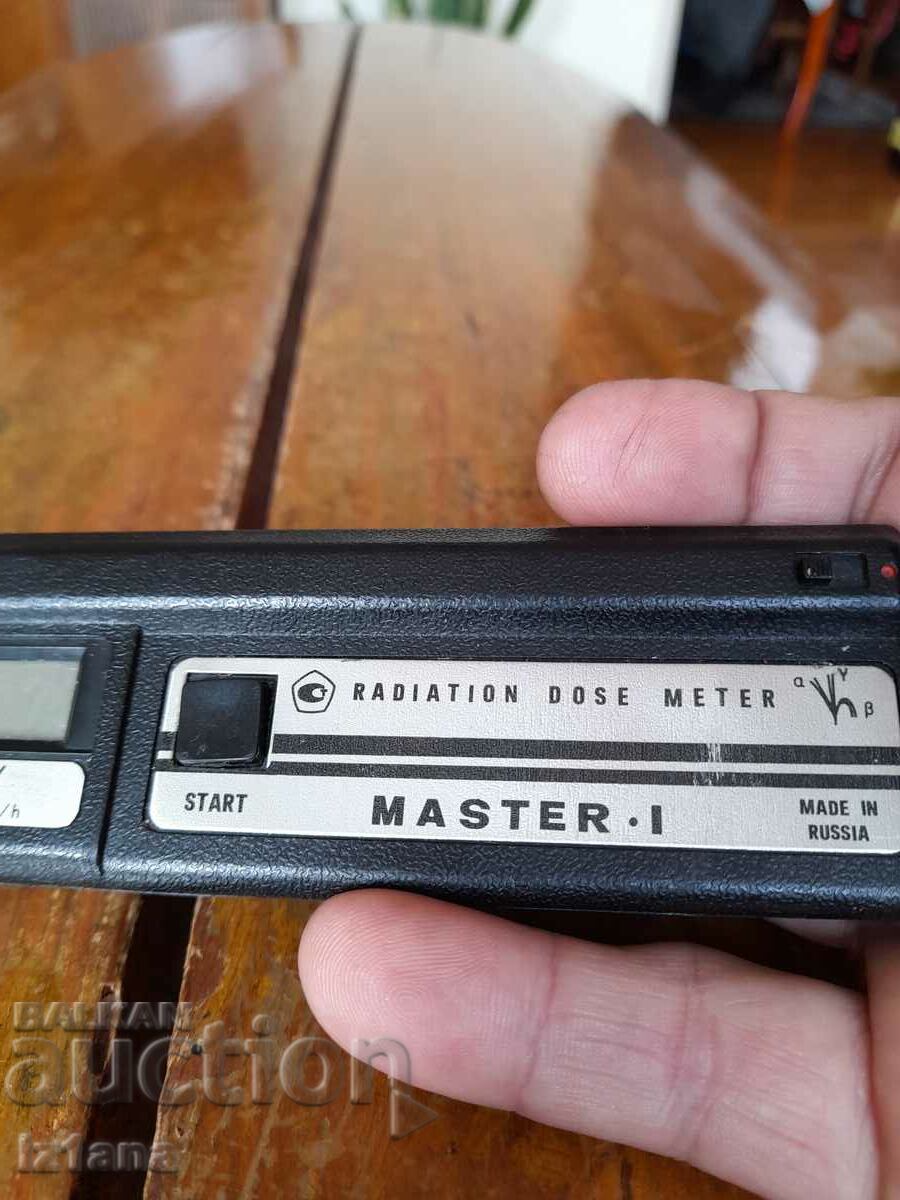 RADIATION DOSE METER
α γ β
START
MASTER·I
MADE IN
RUSSIA
/h
BALKAN
auction
iz1ana